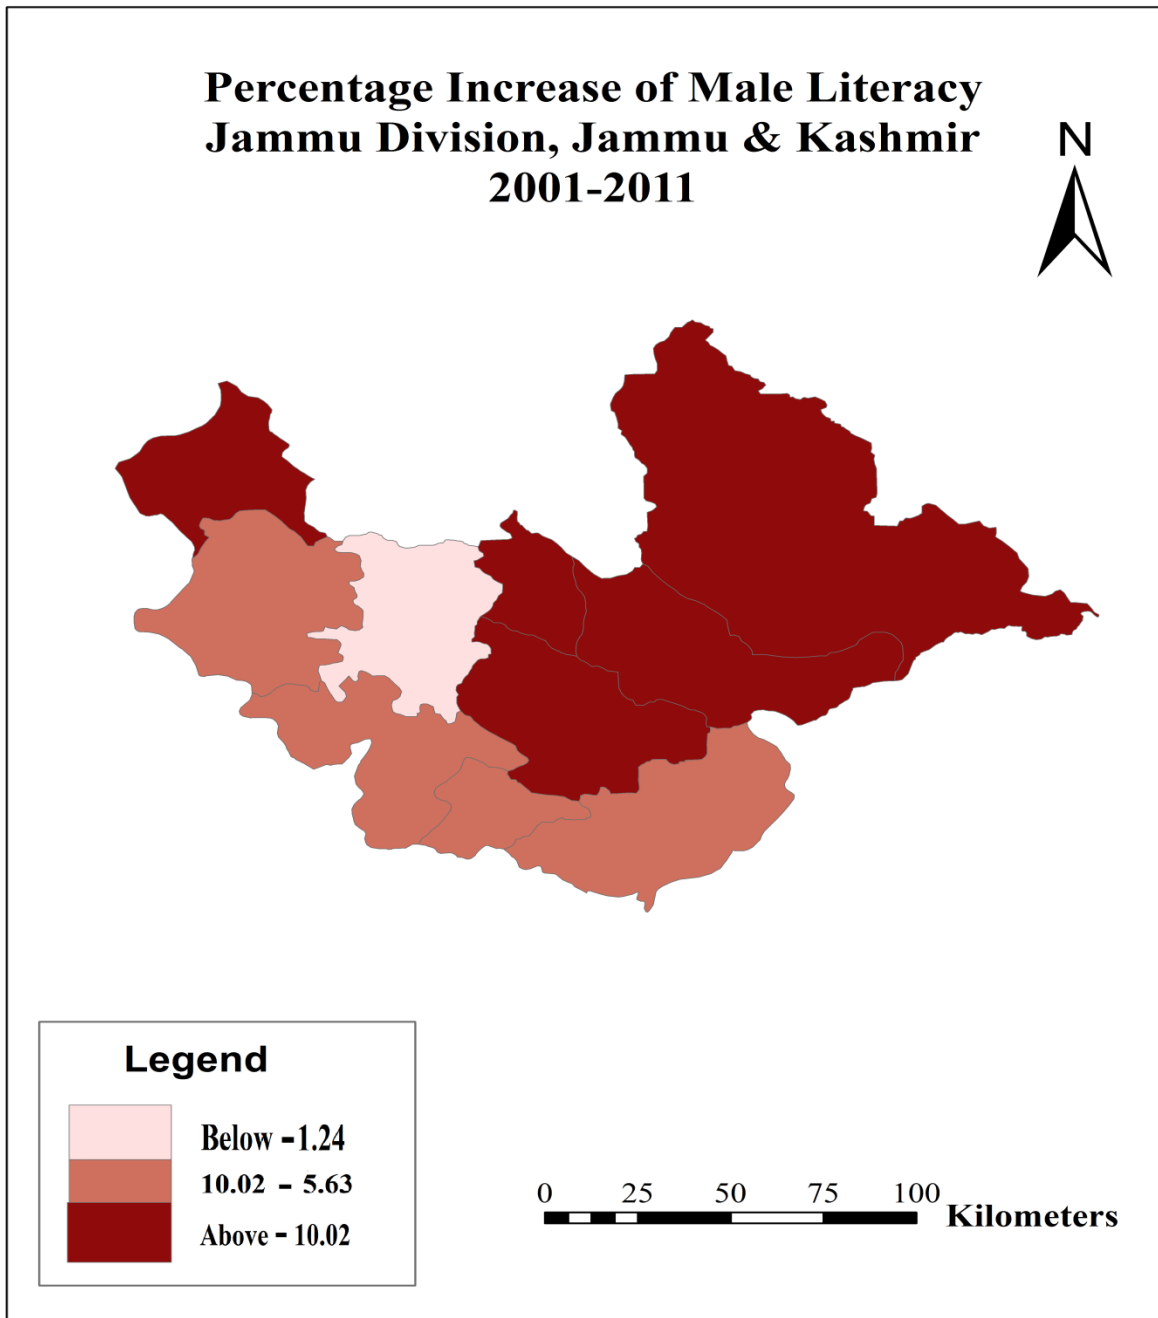 Percentage Increase of Male Literacy
Jammu Division, Jammu & Kashmir
2001-2011
N
Legend
Below - 1.24
10.02 - 5.63
Above - 10.02
0 25 50 75 100
Kilometers